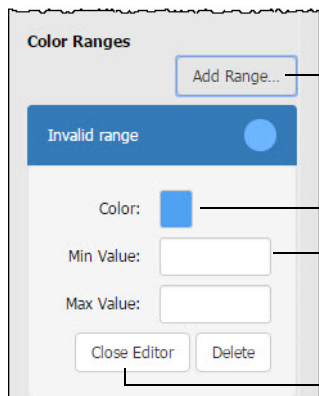 Color Ranges
Add Range...
Invalid range
Color:
Min Value:
Max Value:
Close Editor Delete